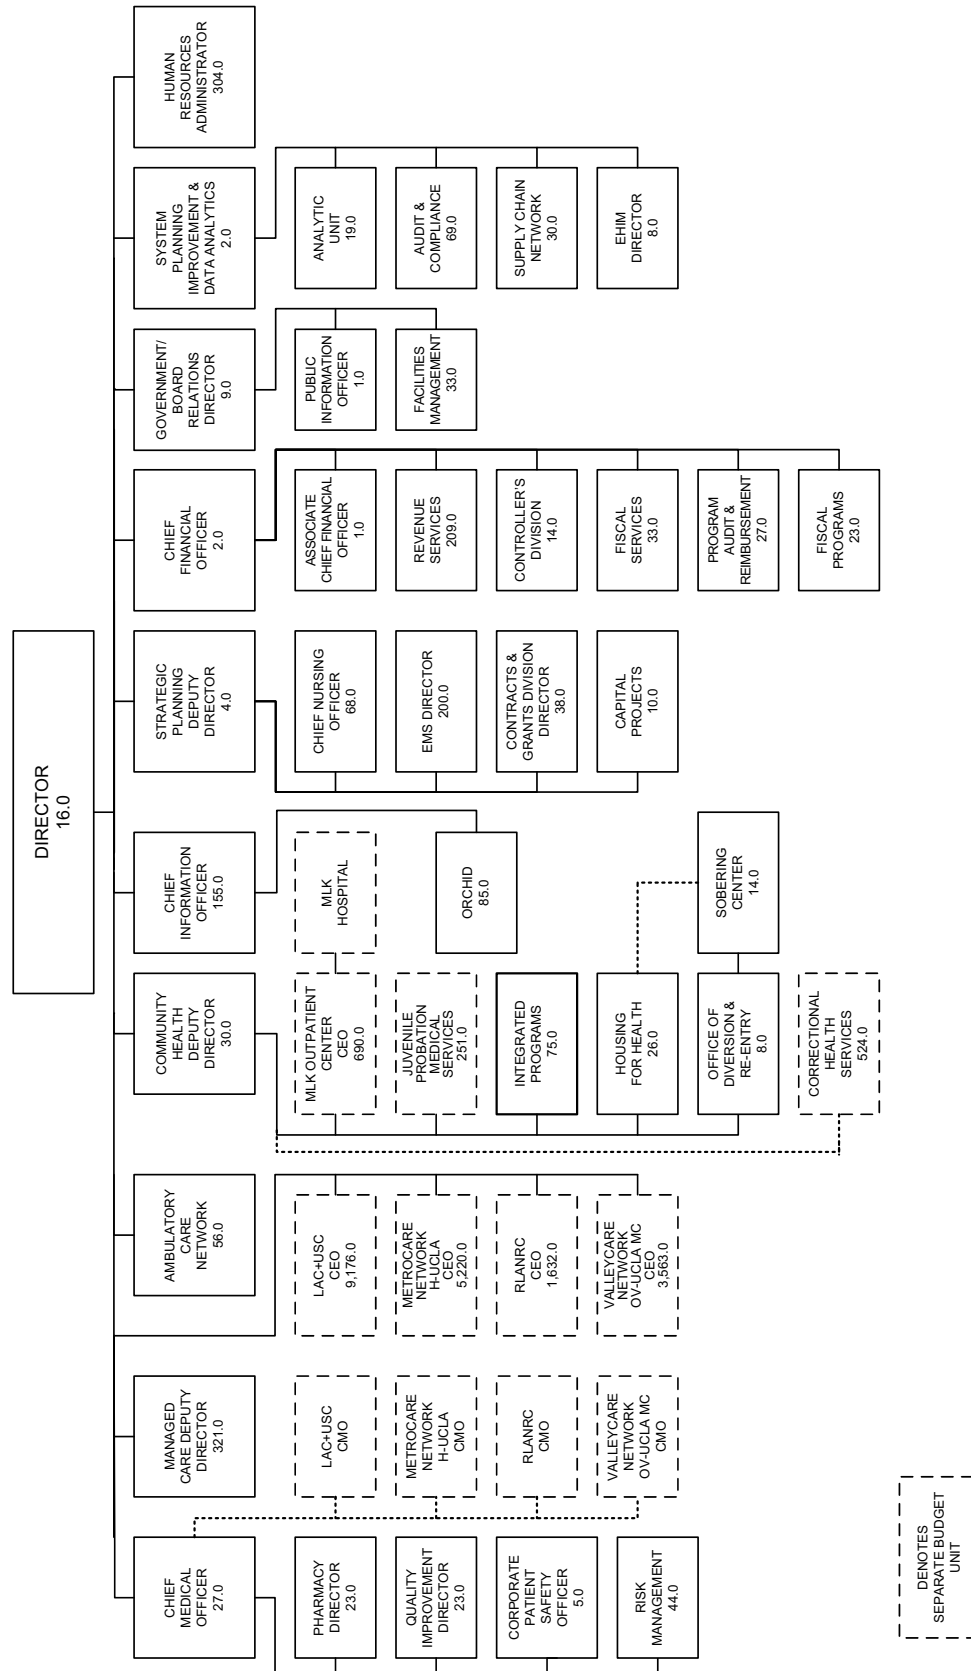 DIRECTOR
16.0
CHIEF
MEDICAL
OFFICER
27.0
MANAGED
CARE DEPUTY
DIRECTOR
321.0
AMBULATORY
CARE
NETWORK
56.0
COMMUNITY
HEALTH
DEPUTY
DIRECTOR
30.0
CHIEF
INFORMATION
OFFICER
155.0
STRATEGIC
PLANNING
DEPUTY
DIRECTOR
4.0
CHIEF
FINANCIAL
OFFICER
2.0
GOVERNMENT/
BOARD
RELATIONS
DIRECTOR
9.0
SYSTEM
PLANNING
IMPROVEMENT &
DATA ANALYTICS
2.0
HUMAN
RESOURCES
ADMINISTRATOR
304.0
PHARMACY
DIRECTOR
23.0
QUALITY
IMPROVEMENT
DIRECTOR
23.0
CORPORATE
PATIENT
SAFETY
OFFICER
5.0
RISK
MANAGEMENT
44.0
LAC+USC
CMO
METROCARE
NETWORK
H-UCLA
CMO
RLANRC
CMO
VALLEYCARE
NETWORK
OV-UCLA MC
CMO
LAC+USC
CEO
9,176.0
METROCARE
NETWORK
H-UCLA
CEO
5,220.0
RLANRC
CEO
1,632.0
VALLEYCARE
NETWORK
OV-UCLA MC
CEO
3,563.0
MLK OUTPATIENT
CENTER
CEO
690.0
JUVENILE
PROBATION
MEDICAL
SERVICES
251.0
INTEGRATED
PROGRAMS
75.0
HOUSING
FOR HEALTH
26.0
OFFICE OF
DIVERSION &
RE-ENTRY
8.0
CORRECTIONAL
HEALTH
SERVICES
524.0
MLK
HOSPITAL
ORCHID
85.0
SOBERING
CENTER
14.0
CHIEF NURSING
OFFICER
68.0
EMS DIRECTOR
200.0
CONTRACTS &
GRANTS DIVISION
DIRECTOR
38.0
CAPITAL
PROJECTS
10.0
ASSOCIATE
CHIEF FINANCIAL
OFFICER
1.0
REVENUE
SERVICES
209.0
CONTROLLER'S
DIVISION
14.0
FISCAL
SERVICES
33.0
PROGRAM
AUDIT &
REIMBURSEMENT
27.0
FISCAL
PROGRAMS
23.0
PUBLIC
INFORMATION
OFFICER
1.0
FACILITIES
MANAGEMENT
33.0
ANALYTIC
UNIT
19.0
AUDIT &
COMPLIANCE
69.0
SUPPLY CHAIN
NETWORK
30.0
EHIM
DIRECTOR
8.0
DENOTES
SEPARATE BUDGET
UNIT